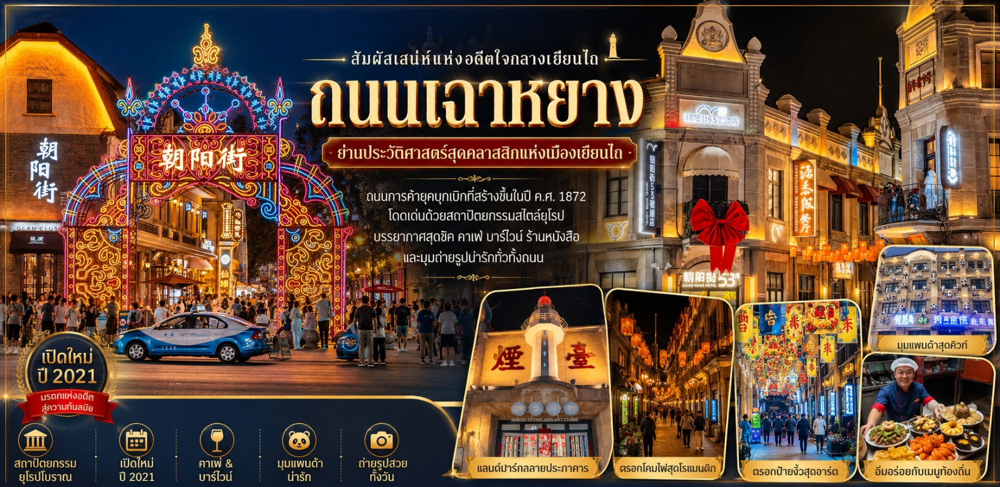 สัมผัสเสน่ห์แห่งอดีตใจกลางเยียนไถ
ถนนเฉาหยาง
ย่านประวัติศาสตร์สุดคลาสสิกแห่งเมืองเยียนไถ
ถนนการค้ายุคบุกเบิกที่สร้างขึ้นในปี ค.ศ. 1872
โดดเด่นด้วยสถาปัตยกรรมสไตล์ยุโรป
บรรยากาศสุดชิค คาเฟ่ บาร์ไวน์ ร้านหนังสือ
และมุมถ่ายรูปน่ารักทั่วทั้งถนน
朝阳街
朝阳街
GLAN CLUB
朝阳街53
煙臺
เปิดใหม่
ปี 2021
มรดกแห่งอดีต
สู่ความทันสมัย
สถาปัตยกรรม
ยุโรปโบราณ
เปิดใหม่
ปี 2021
คาเฟ่ &
บาร์ไวน์
มุมแพนด้า
น่ารัก
ถ่ายรูปสวย
ทั้งวัน
แลนด์มาร์กลายประภาคาร
ตรอกโคมไฟสุดโรแมนติก
ตรอกป้ายงิ้วสุดอาร์ต
มุมแพนด้าสุดคิวท์
อิ่มอร่อยกับเมนูท้องถิ่น